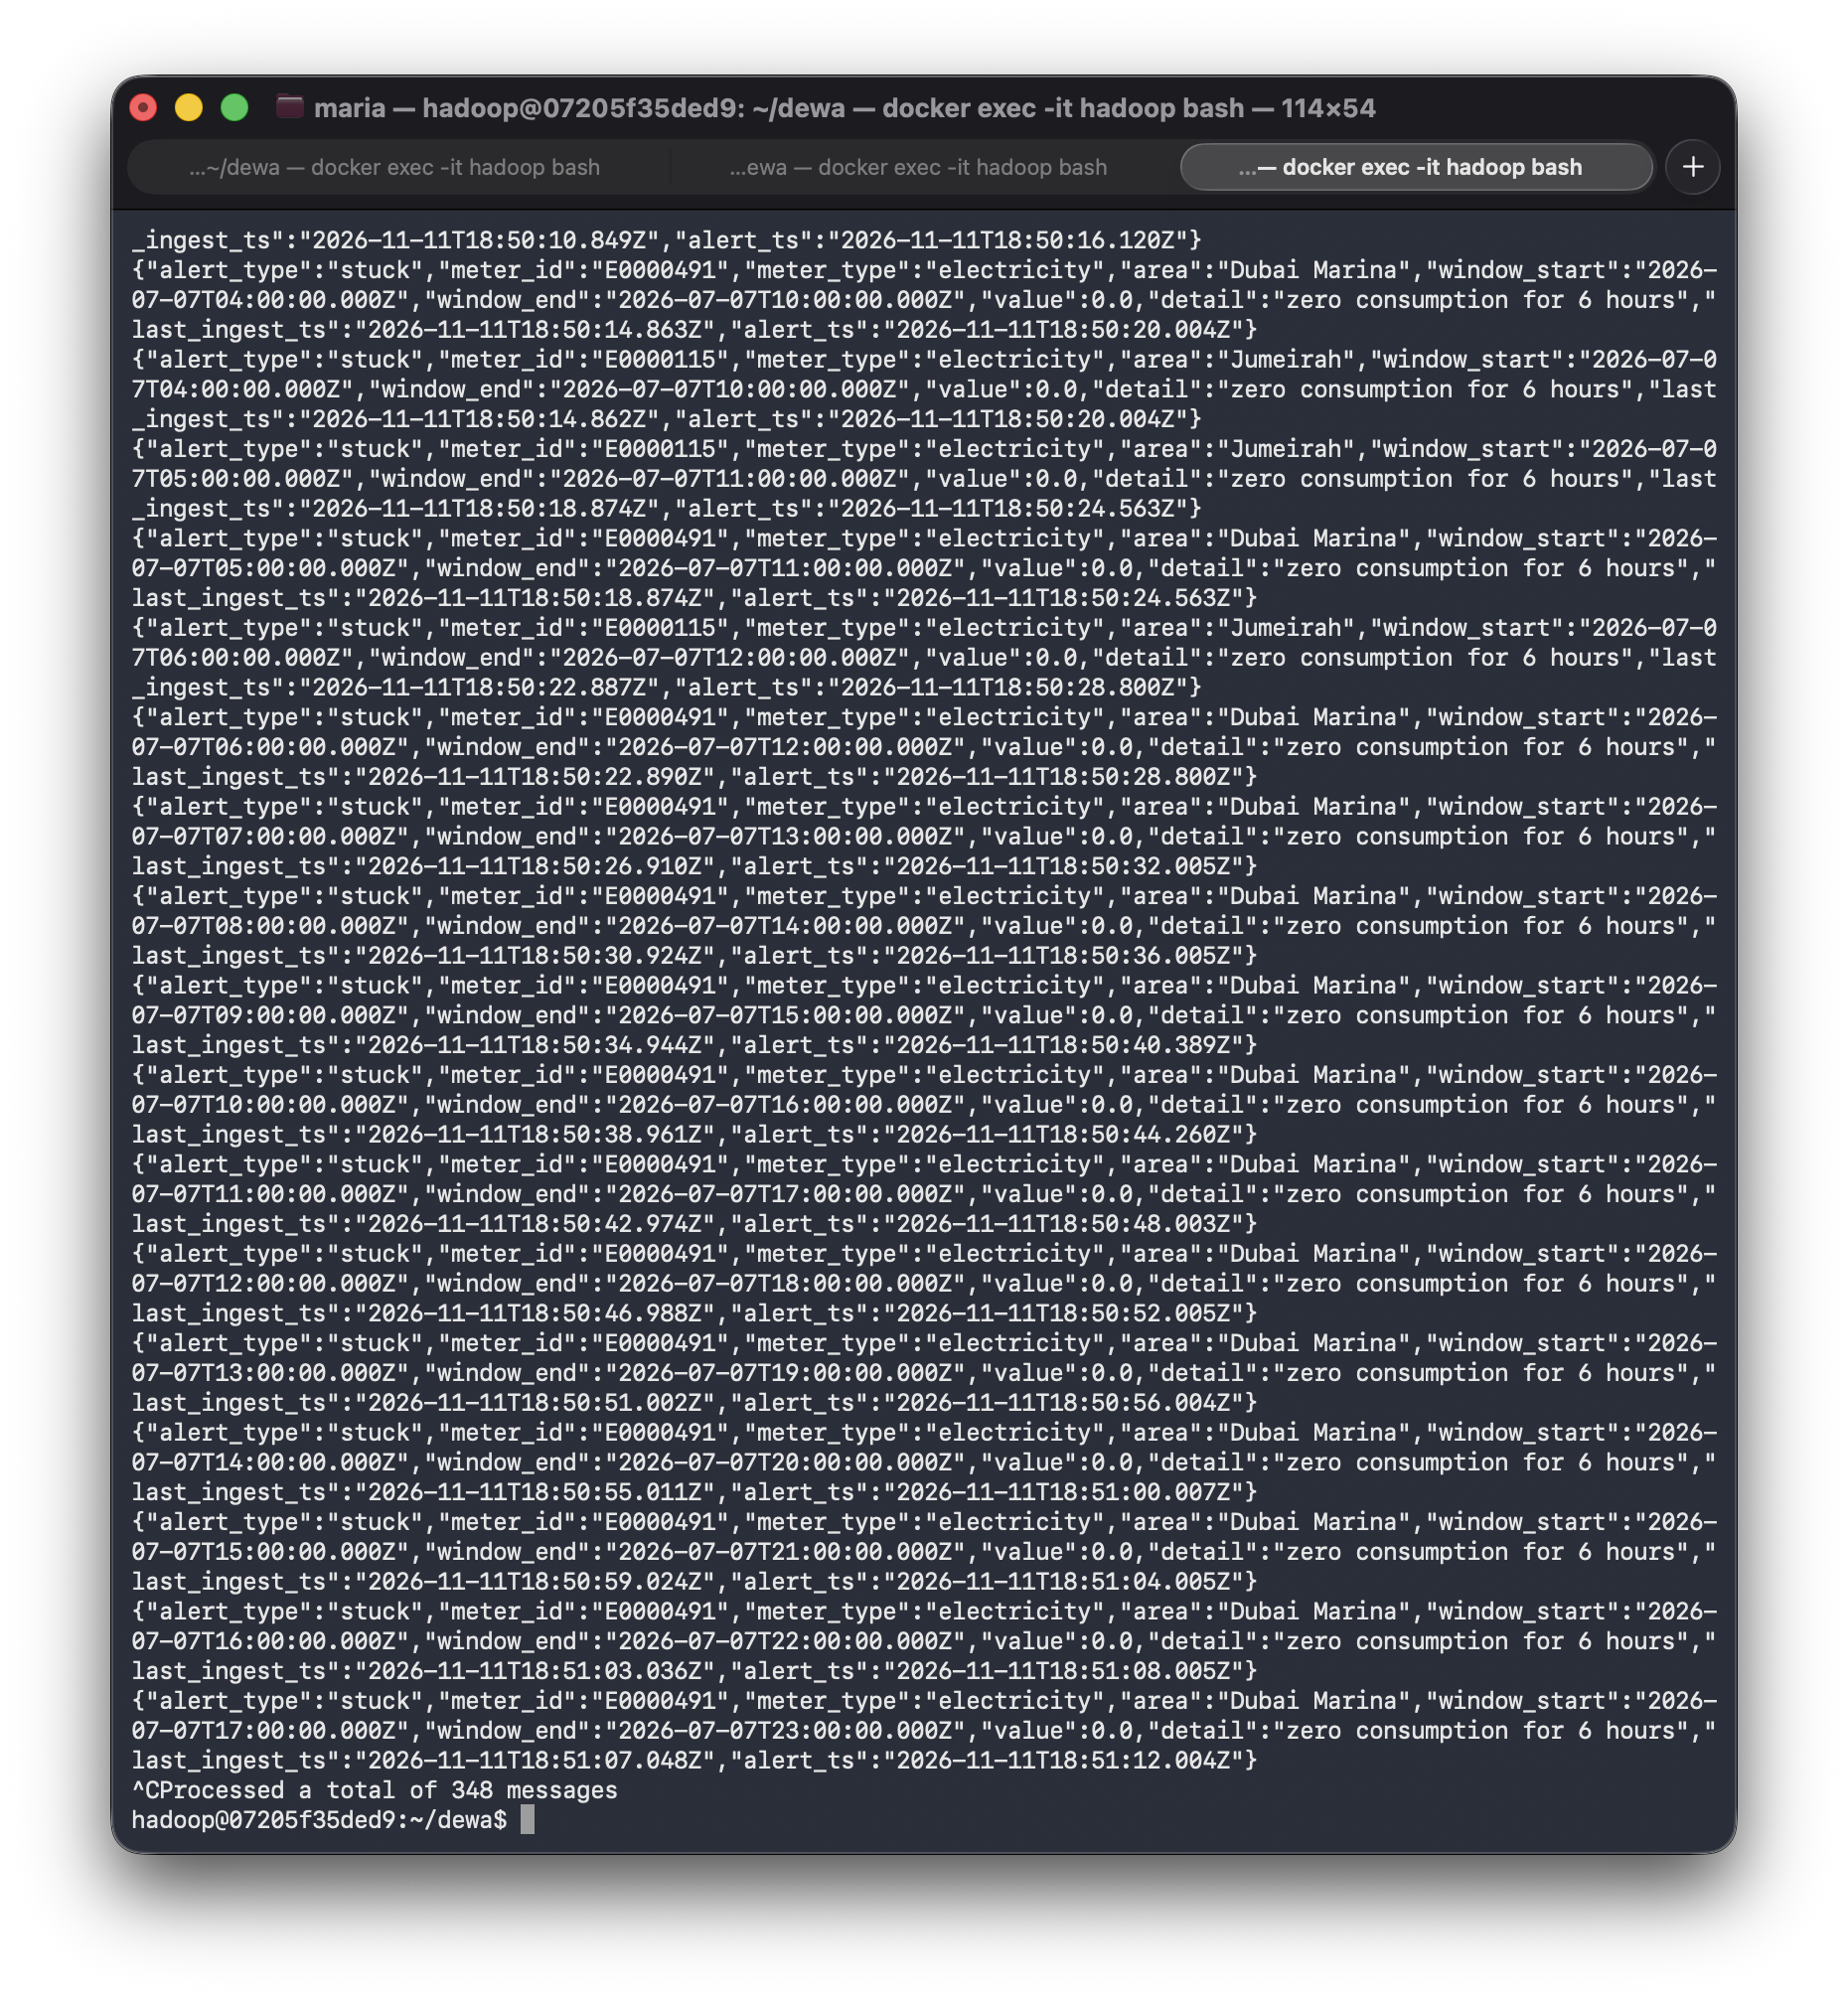 maria — hadoop@07205f35ded9: ~/dewa — docker exec -it hadoop bash — 114×54
...~/dewa — docker exec -it hadoop bash
...ewa — docker exec -it hadoop bash
...— docker exec -it hadoop bash
+
_ingest_ts":"2026-11-11T18:50:10.849Z","alert_ts":"2026-11-11T18:50:16.120Z"}
{"alert_type":"stuck","meter_id":"E0000491","meter_type":"electricity","area":"Dubai Marina","window_start":"2026-
07-07T04:00:00.000Z","window_end":"2026-07-07T10:00:00.000Z","value":0.0,"detail":"zero consumption for 6 hours","
last_ingest_ts":"2026-11-11T18:50:14.863Z","alert_ts":"2026-11-11T18:50:20.004Z"}
{"alert_type":"stuck","meter_id":"E0000115","meter_type":"electricity","area":"Jumeirah","window_start":"2026-07-0
7T04:00:00.000Z","window_end":"2026-07-07T10:00:00.000Z","value":0.0,"detail":"zero consumption for 6 hours","last
_ingest_ts":"2026-11-11T18:50:14.862Z","alert_ts":"2026-11-11T18:50:20.004Z"}
{"alert_type":"stuck","meter_id":"E0000115","meter_type":"electricity","area":"Jumeirah","window_start":"2026-07-0
7T05:00:00.000Z","window_end":"2026-07-07T11:00:00.000Z","value":0.0,"detail":"zero consumption for 6 hours","last
_ingest_ts":"2026-11-11T18:50:18.874Z","alert_ts":"2026-11-11T18:50:24.563Z"}
{"alert_type":"stuck","meter_id":"E0000491","meter_type":"electricity","area":"Dubai Marina","window_start":"2026-
07-07T05:00:00.000Z","window_end":"2026-07-07T11:00:00.000Z","value":0.0,"detail":"zero consumption for 6 hours","
last_ingest_ts":"2026-11-11T18:50:18.874Z","alert_ts":"2026-11-11T18:50:24.563Z"}
{"alert_type":"stuck","meter_id":"E0000115","meter_type":"electricity","area":"Jumeirah","window_start":"2026-07-0
7T06:00:00.000Z","window_end":"2026-07-07T12:00:00.000Z","value":0.0,"detail":"zero consumption for 6 hours","last
_ingest_ts":"2026-11-11T18:50:22.887Z","alert_ts":"2026-11-11T18:50:28.800Z"}
{"alert_type":"stuck","meter_id":"E0000491","meter_type":"electricity","area":"Dubai Marina","window_start":"2026-
07-07T06:00:00.000Z","window_end":"2026-07-07T12:00:00.000Z","value":0.0,"detail":"zero consumption for 6 hours","
last_ingest_ts":"2026-11-11T18:50:22.890Z","alert_ts":"2026-11-11T18:50:28.800Z"}
{"alert_type":"stuck","meter_id":"E0000491","meter_type":"electricity","area":"Dubai Marina","window_start":"2026-
07-07T07:00:00.000Z","window_end":"2026-07-07T13:00:00.000Z","value":0.0,"detail":"zero consumption for 6 hours","
last_ingest_ts":"2026-11-11T18:50:26.910Z","alert_ts":"2026-11-11T18:50:32.005Z"}
{"alert_type":"stuck","meter_id":"E0000491","meter_type":"electricity","area":"Dubai Marina","window_start":"2026-
07-07T08:00:00.000Z","window_end":"2026-07-07T14:00:00.000Z","value":0.0,"detail":"zero consumption for 6 hours","
last_ingest_ts":"2026-11-11T18:50:30.924Z","alert_ts":"2026-11-11T18:50:36.005Z"}
{"alert_type":"stuck","meter_id":"E0000491","meter_type":"electricity","area":"Dubai Marina","window_start":"2026-
07-07T09:00:00.000Z","window_end":"2026-07-07T15:00:00.000Z","value":0.0,"detail":"zero consumption for 6 hours","
last_ingest_ts":"2026-11-11T18:50:34.944Z","alert_ts":"2026-11-11T18:50:40.389Z"}
{"alert_type":"stuck","meter_id":"E0000491","meter_type":"electricity","area":"Dubai Marina","window_start":"2026-
07-07T10:00:00.000Z","window_end":"2026-07-07T16:00:00.000Z","value":0.0,"detail":"zero consumption for 6 hours","
last_ingest_ts":"2026-11-11T18:50:38.961Z","alert_ts":"2026-11-11T18:50:44.260Z"}
{"alert_type":"stuck","meter_id":"E0000491","meter_type":"electricity","area":"Dubai Marina","window_start":"2026-
07-07T11:00:00.000Z","window_end":"2026-07-07T17:00:00.000Z","value":0.0,"detail":"zero consumption for 6 hours","
last_ingest_ts":"2026-11-11T18:50:42.974Z","alert_ts":"2026-11-11T18:50:48.003Z"}
{"alert_type":"stuck","meter_id":"E0000491","meter_type":"electricity","area":"Dubai Marina","window_start":"2026-
07-07T12:00:00.000Z","window_end":"2026-07-07T18:00:00.000Z","value":0.0,"detail":"zero consumption for 6 hours","
last_ingest_ts":"2026-11-11T18:50:46.988Z","alert_ts":"2026-11-11T18:50:52.005Z"}
{"alert_type":"stuck","meter_id":"E0000491","meter_type":"electricity","area":"Dubai Marina","window_start":"2026-
07-07T13:00:00.000Z","window_end":"2026-07-07T19:00:00.000Z","value":0.0,"detail":"zero consumption for 6 hours","
last_ingest_ts":"2026-11-11T18:50:51.002Z","alert_ts":"2026-11-11T18:50:56.004Z"}
{"alert_type":"stuck","meter_id":"E0000491","meter_type":"electricity","area":"Dubai Marina","window_start":"2026-
07-07T14:00:00.000Z","window_end":"2026-07-07T20:00:00.000Z","value":0.0,"detail":"zero consumption for 6 hours","
last_ingest_ts":"2026-11-11T18:50:55.011Z","alert_ts":"2026-11-11T18:51:00.007Z"}
{"alert_type":"stuck","meter_id":"E0000491","meter_type":"electricity","area":"Dubai Marina","window_start":"2026-
07-07T15:00:00.000Z","window_end":"2026-07-07T21:00:00.000Z","value":0.0,"detail":"zero consumption for 6 hours","
last_ingest_ts":"2026-11-11T18:50:59.024Z","alert_ts":"2026-11-11T18:51:04.005Z"}
{"alert_type":"stuck","meter_id":"E0000491","meter_type":"electricity","area":"Dubai Marina","window_start":"2026-
07-07T16:00:00.000Z","window_end":"2026-07-07T22:00:00.000Z","value":0.0,"detail":"zero consumption for 6 hours","
last_ingest_ts":"2026-11-11T18:51:03.036Z","alert_ts":"2026-11-11T18:51:08.005Z"}
{"alert_type":"stuck","meter_id":"E0000491","meter_type":"electricity","area":"Dubai Marina","window_start":"2026-
07-07T17:00:00.000Z","window_end":"2026-07-07T23:00:00.000Z","value":0.0,"detail":"zero consumption for 6 hours","
last_ingest_ts":"2026-11-11T18:51:07.048Z","alert_ts":"2026-11-11T18:51:12.004Z"}
^CProcessed a total of 348 messages
hadoop@07205f35ded9:~/dewa$